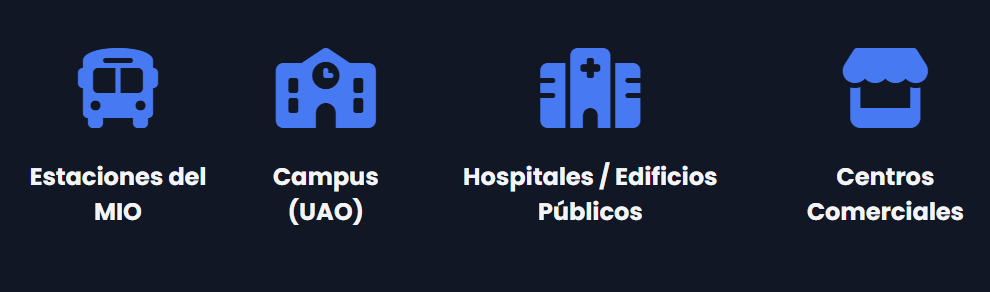 Estaciones del
MIO
Campus
(UAO)
Hospitales / Edificios
Públicos
Centros
Comerciales